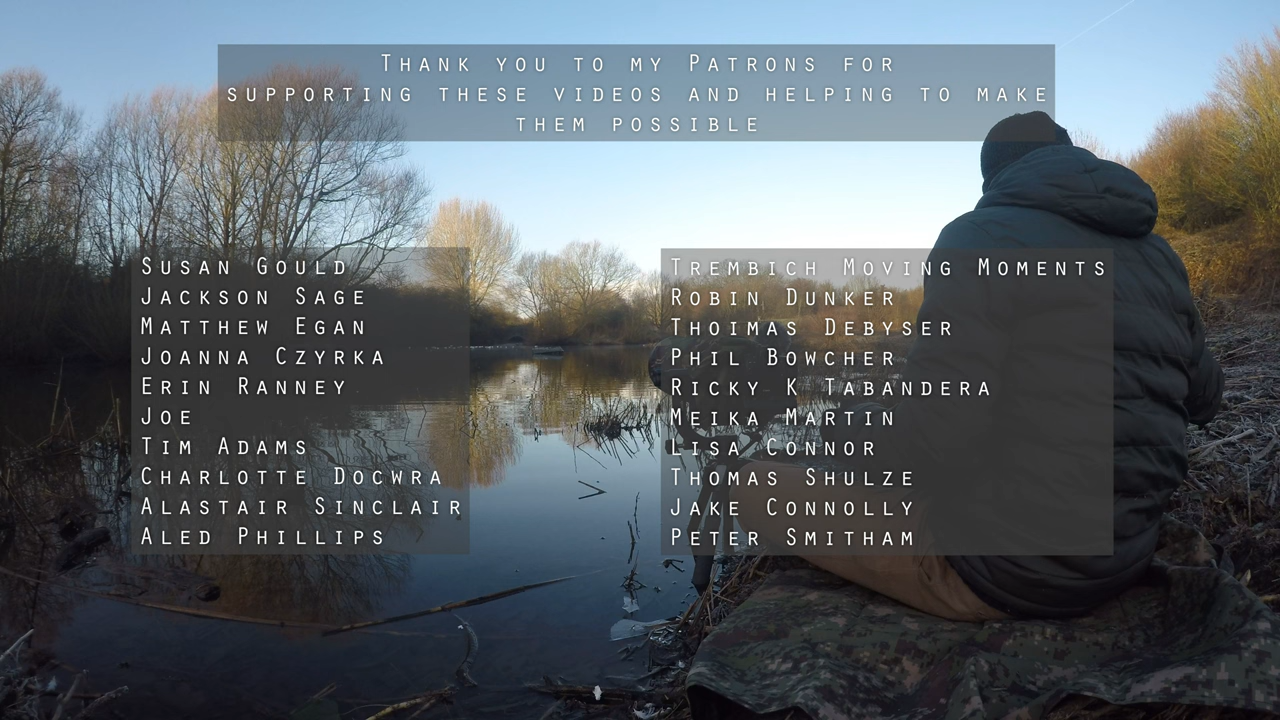 Thank you to my Patrons for
supporting these videos and helping to make
them possible
Susan Gould
Jackson Sage
Matthew Egan
Joanna Czyrka
Erin Ranney
Joe
Tim Adams
Charlotte Docwra
Alastair Sinclair
Aled Phillips
Trembich Moving Moments
Robin Dunker
Thoimas Debyser
Phil Bowcher
Ricky K Tabandera
Meika Martin
Lisa Connor
Thomas Shulze
Jake Connolly
Peter Smitham